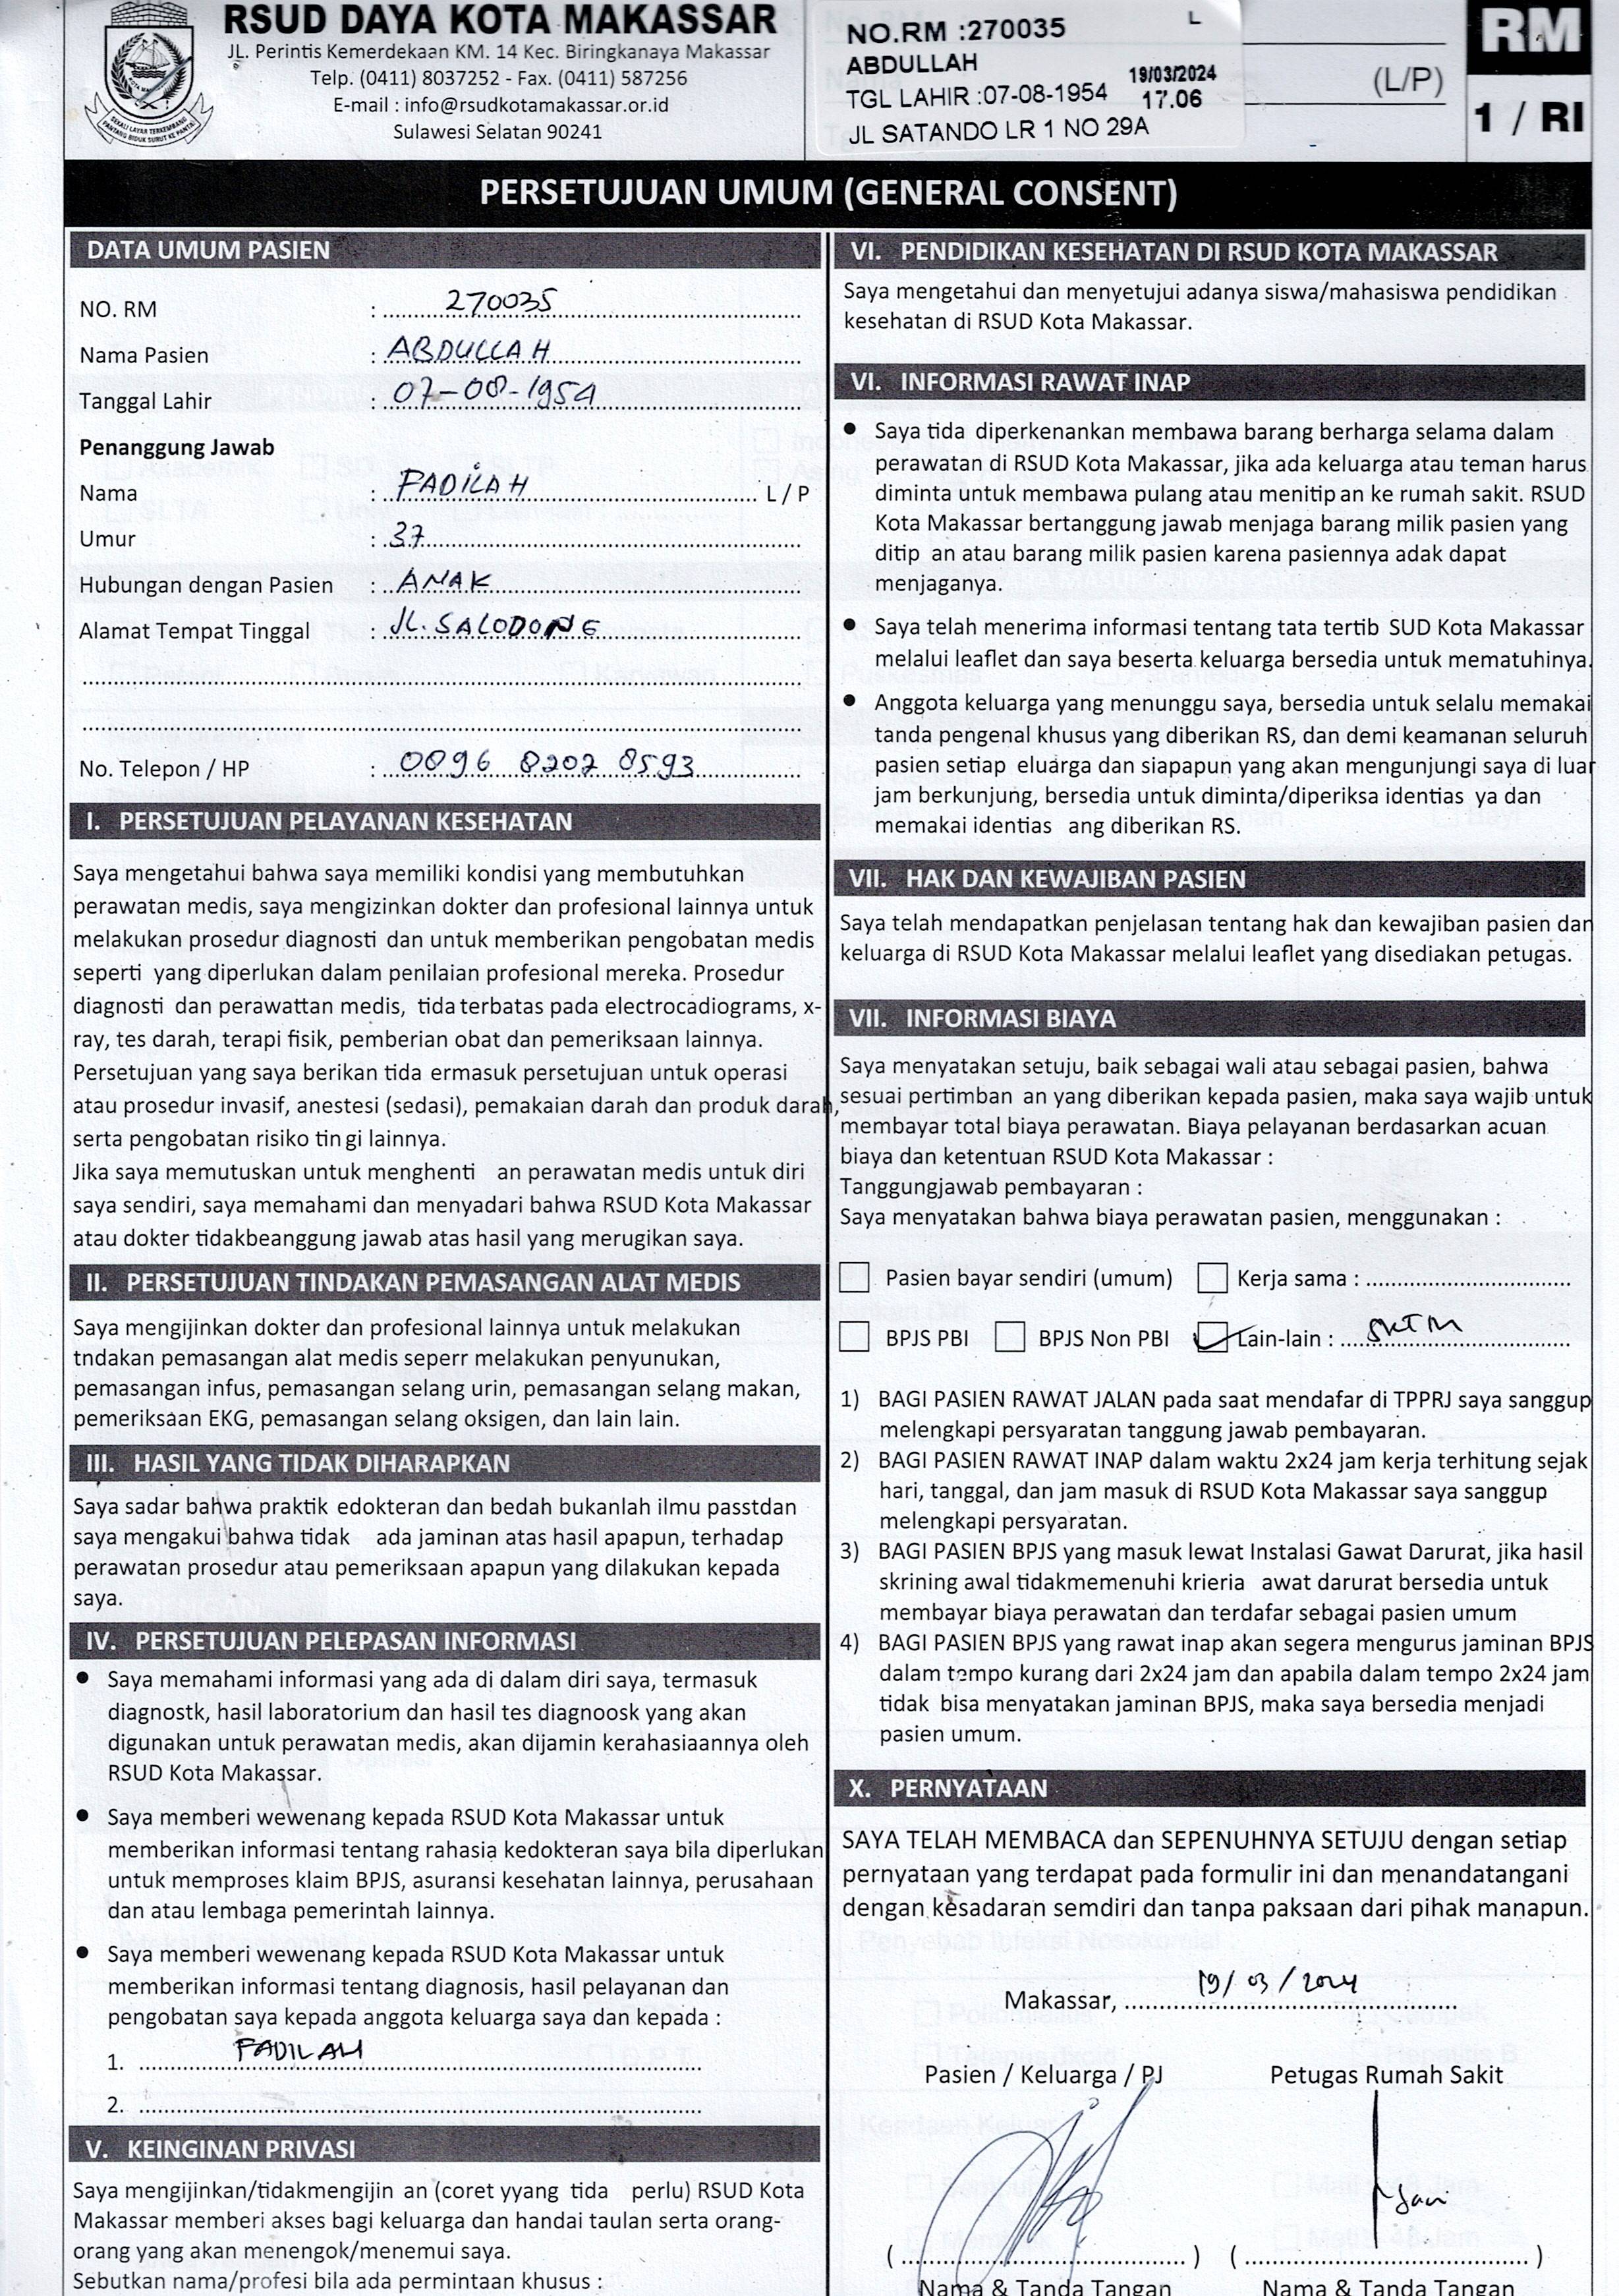 RSUD DAYA KOTA MAKASSAR
JL. Perintis Kemerdekaan KM. 14 Kec. Biringkanaya Makassar
Telp. (0411) 8037252 - Fax. (0411) 587256
E-mail : info@rsudkotamakassar.or.id
Sulawesi Selatan 90241
NO.RM :270035 L
ABDULLAH
TGL LAHIR :07-08-1954 19/03/2024
17.06
JL SATANDO LR 1 NO 29A
(L/P)
RM
1 / RI
PERSETUJUAN UMUM (GENERAL CONSENT)
DATA UMUM PASIEN
NO. RM : 270035
Nama Pasien : ABDULLAH
Tanggal Lahir : 07-08-1954
Penanggung Jawab
Nama : FADILAH L / P
Umur : 37
Hubungan dengan Pasien : ANAK
Alamat Tempat Tinggal : JL. SALODONG
No. Telepon / HP : 0896 8202 8593
I. PERSETUJUAN PELAYANAN KESEHATAN
Saya mengetahui bahwa saya memiliki kondisi yang membutuhkan
perawatan medis, saya mengizinkan dokter dan profesional lainnya untuk
melakukan prosedur diagnosti dan untuk memberikan pengobatan medis
seperti yang diperlukan dalam penilaian profesional mereka. Prosedur
diagnosti dan perawattan medis, tida terbatas pada electrocadiograms, x-
ray, tes darah, terapi fisik, pemberian obat dan pemeriksaan lainnya.
Persetujuan yang saya berikan tida ermasuk persetujuan untuk operasi
atau prosedur invasif, anestesi (sedasi), pemakaian darah dan produk darah,
serta pengobatan risiko tin gi lainnya.
Jika saya memutuskan untuk menghenti an perawatan medis untuk diri
saya sendiri, saya memahami dan menyadari bahwa RSUD Kota Makassar
atau dokter tidakbeanggung jawab atas hasil yang merugikan saya.
II. PERSETUJUAN TINDAKAN PEMASANGAN ALAT MEDIS
Saya mengijinkan dokter dan profesional lainnya untuk melakukan
tndakan pemasangan alat medis seperr melakukan penyunukan,
pemasangan infus, pemasangan selang urin, pemasangan selang makan,
pemeriksaan EKG, pemasangan selang oksigen, dan lain lain.
III. HASIL YANG TIDAK DIHARAPKAN
Saya sadar bahwa praktik edokteran dan bedah bukanlah ilmu passtdan
saya mengakui bahwa tidak ada jaminan atas hasil apapun, terhadap
perawatan prosedur atau pemeriksaan apapun yang dilakukan kepada
saya.
IV. PERSETUJUAN PELEPASAN INFORMASI
● Saya memahami informasi yang ada di dalam diri saya, termasuk
diagnostk, hasil laboratorium dan hasil tes diagnoosk yang akan
digunakan untuk perawatan medis, akan dijamin kerahasiaannya oleh
RSUD Kota Makassar.
● Saya memberi wewenang kepada RSUD Kota Makassar untuk
memberikan informasi tentang rahasia kedokteran saya bila diperlukan
untuk memproses klaim BPJS, asuransi kesehatan lainnya, perusahaan
dan atau lembaga pemerintah lainnya.
● Saya memberi wewenang kepada RSUD Kota Makassar untuk
memberikan informasi tentang diagnosis, hasil pelayanan dan
pengobatan saya kepada anggota keluarga saya dan kepada :
1. FADILAH
2.
V. KEINGINAN PRIVASI
Saya mengijinkan/tidakmengijin an (coret yyang tida perlu) RSUD Kota
Makassar memberi akses bagi keluarga dan handai taulan serta orang-
orang yang akan menengok/menemui saya.
Sebutkan nama/profesi bila ada permintaan khusus :
VI. PENDIDIKAN KESEHATAN DI RSUD KOTA MAKASSAR
Saya mengetahui dan menyetujui adanya siswa/mahasiswa pendidikan
kesehatan di RSUD Kota Makassar.
VI. INFORMASI RAWAT INAP
● Saya tida diperkenankan membawa barang berharga selama dalam
perawatan di RSUD Kota Makassar, jika ada keluarga atau teman harus
diminta untuk membawa pulang atau menitip an ke rumah sakit. RSUD
Kota Makassar bertanggung jawab menjaga barang milik pasien yang
ditip an atau barang milik pasien karena pasiennya adak dapat
menjaganya.
● Saya telah menerima informasi tentang tata tertib SUD Kota Makassar
melalui leaflet dan saya beserta keluarga bersedia untuk mematuhinya.
● Anggota keluarga yang menunggu saya, bersedia untuk selalu memakai
tanda pengenal khusus yang diberikan RS, dan demi keamanan seluruh
pasien setiap eluarga dan siapapun yang akan mengunjungi saya di luar
jam berkunjung, bersedia untuk diminta/diperiksa identias ya dan
memakai identias ang diberikan RS.
VII. HAK DAN KEWAJIBAN PASIEN
Saya telah mendapatkan penjelasan tentang hak dan kewajiban pasien dan
keluarga di RSUD Kota Makassar melalui leaflet yang disediakan petugas.
VII. INFORMASI BIAYA
Saya menyatakan setuju, baik sebagai wali atau sebagai pasien, bahwa
sesuai pertimban an yang diberikan kepada pasien, maka saya wajib untuk
membayar total biaya perawatan. Biaya pelayanan berdasarkan acuan
biaya dan ketentuan RSUD Kota Makassar :
Tanggungjawab pembayaran :
Saya menyatakan bahwa biaya perawatan pasien, menggunakan :
Pasien bayar sendiri (umum) Kerja sama :
BPJS PBI BPJS Non PBI Lain-lain : SKTM
1) BAGI PASIEN RAWAT JALAN pada saat mendafar di TPPRJ saya sanggup
melengkapi persyaratan tanggung jawab pembayaran.
2) BAGI PASIEN RAWAT INAP dalam waktu 2x24 jam kerja terhitung sejak
hari, tanggal, dan jam masuk di RSUD Kota Makassar saya sanggup
melengkapi persyaratan.
3) BAGI PASIEN BPJS yang masuk lewat Instalasi Gawat Darurat, jika hasil
skrining awal tidakmemenuhi krieria awat darurat bersedia untuk
membayar biaya perawatan dan terdafar sebagai pasien umum
4) BAGI PASIEN BPJS yang rawat inap akan segera mengurus jaminan BPJS
dalam tempo kurang dari 2x24 jam dan apabila dalam tempo 2x24 jam
tidak bisa menyatakan jaminan BPJS, maka saya bersedia menjadi
pasien umum.
X. PERNYATAAN
SAYA TELAH MEMBACA dan SEPENUHNYA SETUJU dengan setiap
pernyataan yang terdapat pada formulir ini dan menandatangani
dengan kesadaran semdiri dan tanpa paksaan dari pihak manapun.
Makassar, 19/03/2024
Pasien / Keluarga / PJ Petugas Rumah Sakit
( ) ( )
Nama & Tanda Tangan Nama & Tanda Tangan